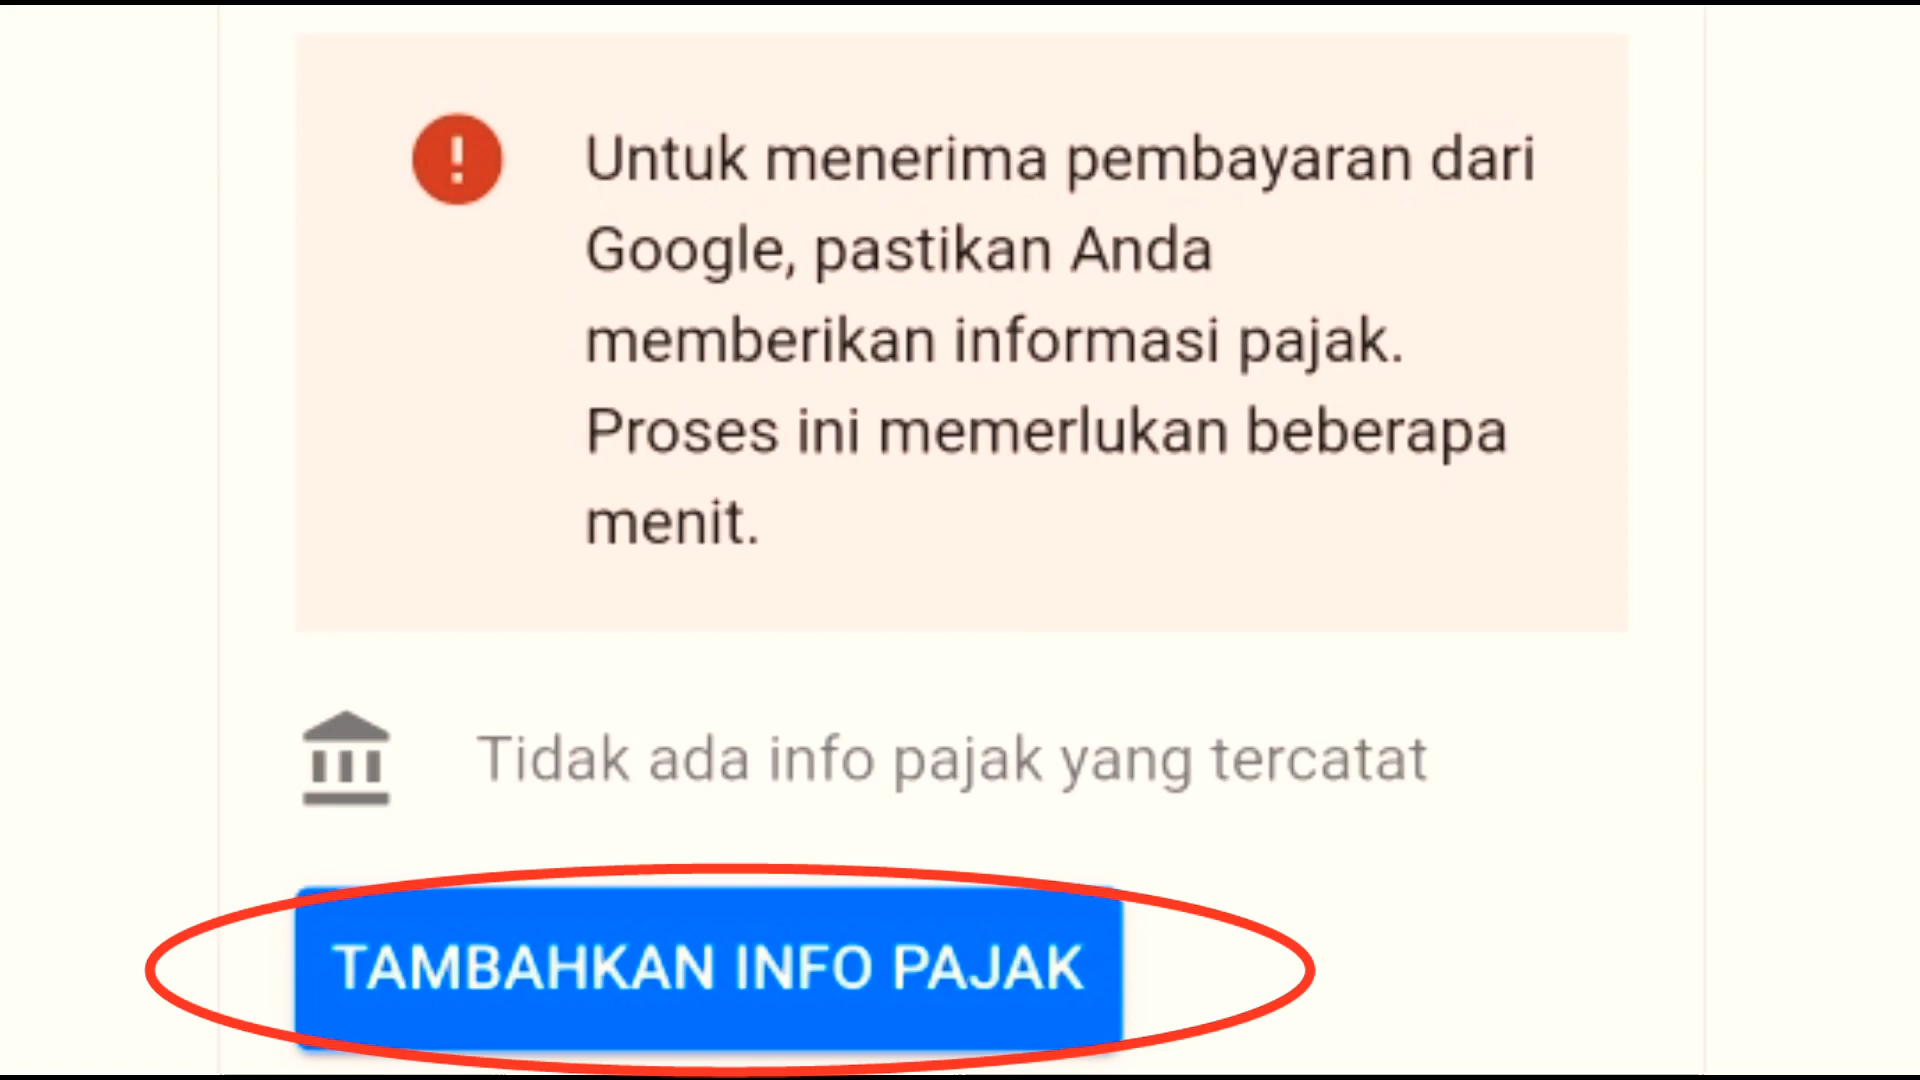 Untuk menerima pembayaran dari
Google, pastikan Anda
memberikan informasi pajak.
Proses ini memerlukan beberapa
menit.
Tidak ada info pajak yang tercatat
TAMBAHKAN INFO PAJAK